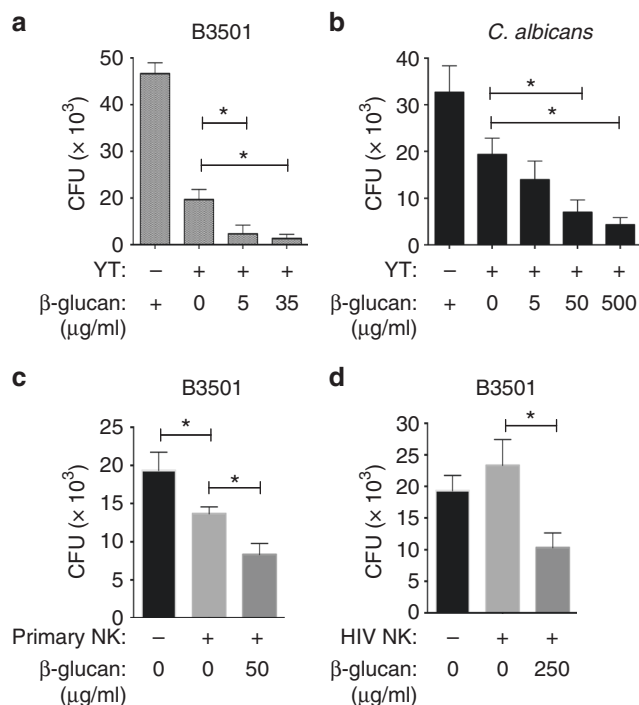 a
B3501
CFU (× 10³)
50
40
30
20
10
0
*
*
YT: – + + +
β-glucan: + 0 5 35
(μg/ml)
b
C. albicans
CFU (× 10³)
40
30
20
10
0
*
*
YT: – + + + +
β-glucan: + 0 5 50 500
(μg/ml)
c
B3501
CFU (× 10³)
25
20
15
10
5
0
*
*
Primary NK: – + +
β-glucan: 0 0 50
(μg/ml)
d
B3501
CFU (× 10³)
30
25
20
15
10
5
0
*
HIV NK: – + +
β-glucan: 0 0 250
(μg/ml)